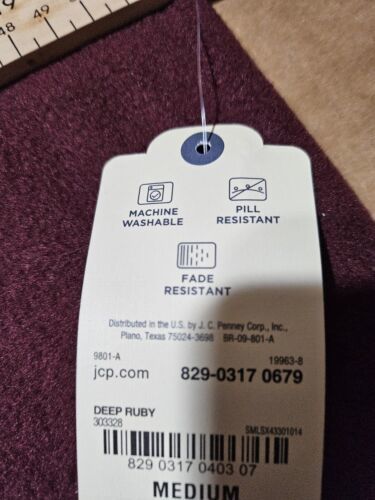 48 49 50
MACHINE WASHABLE
PILL RESISTANT
FADE RESISTANT
Distributed in the U.S. by J. C. Penney Corp., Inc.,
Plano, Texas 75024-3698 BR-09-801-A
9801-A 19963-8
jcp.com 829-0317 0679
DEEP RUBY
303328 SMLSX43301014
829 0317 0403 07
MEDIUM